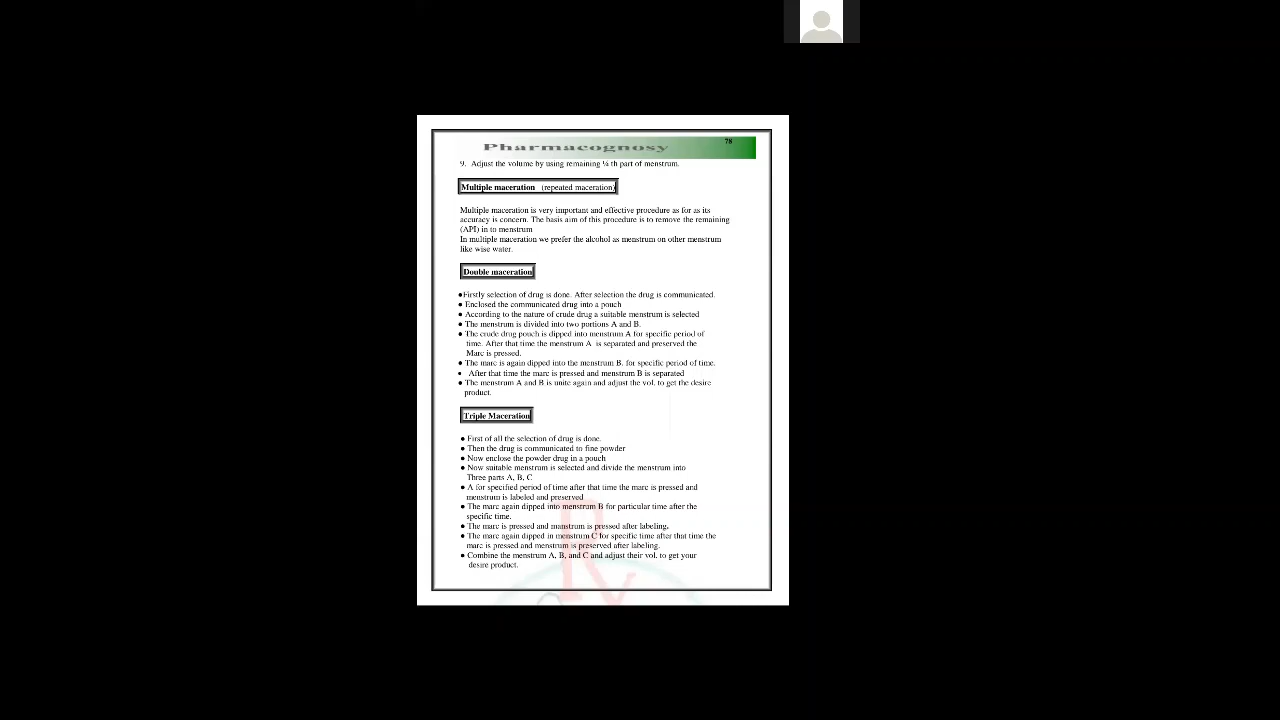 Pharmacognosy 78
9. Adjust the volume by using remaining ¼ th part of menstrum.
Multiple maceration (repeated maceration)
Multiple maceration is very important and effective procedure as for as its
accuracy is concern. The basis aim of this procedure is to remove the remaining
(API) in to menstrum
In multiple maceration we prefer the alcohol as menstrum on other menstrum
like wise water.
Double maceration
●Firstly selection of drug is done. After selection the drug is communicated.
● Enclosed the communicated drug into a pouch
● According to the nature of crude drug a suitable menstrum is selected
● The menstrum is divided into two portions A and B.
● The crude drug pouch is dipped into menstrum A for specific period of
time. After that time the menstrum A is separated and preserved the
Marc is pressed.
● The marc is again dipped into the menstrum B. for specific period of time.
● After that time the marc is pressed and menstrum B is separated
● The menstrum A and B is unite again and adjust the vol. to get the desire
product.
Triple Maceration
● First of all the selection of drug is done.
● Then the drug is communicated to fine powder
● Now enclose the powder drug in a pouch
● Now suitable menstrum is selected and divide the menstrum into
Three parts A, B, C
● A for specified period of time after that time the marc is pressed and
menstrum is labeled and preserved
● The marc again dipped into menstrum B for particular time after the
specific time.
● The marc is pressed and manstrum is pressed after labeling.
● The marc again dipped in menstrum C for specific time after that time the
marc is pressed and menstrum is preserved after labeling.
● Combine the menstrum A, B, and C and adjust their vol. to get your
desire product.